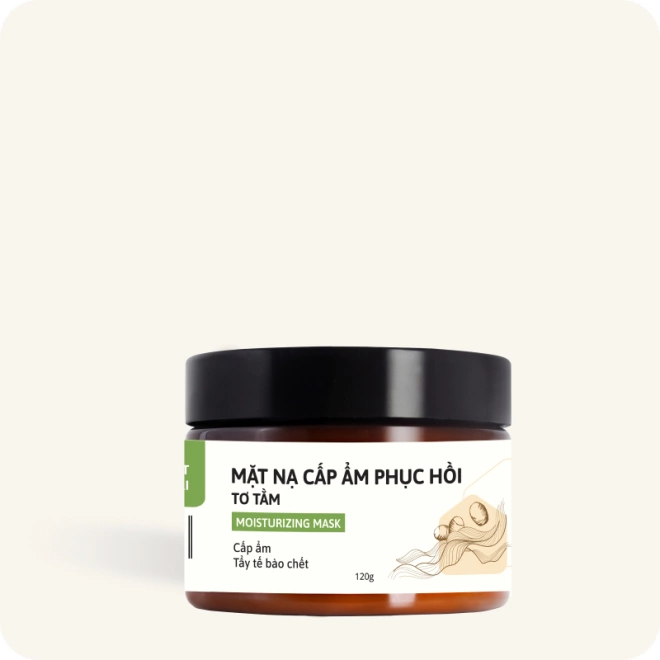 MẶT NẠ CẤP ẨM PHỤC HỒI
TƠ TẰM
MOISTURIZING MASK
Cấp ẩm
Tẩy tế bào chết
120g